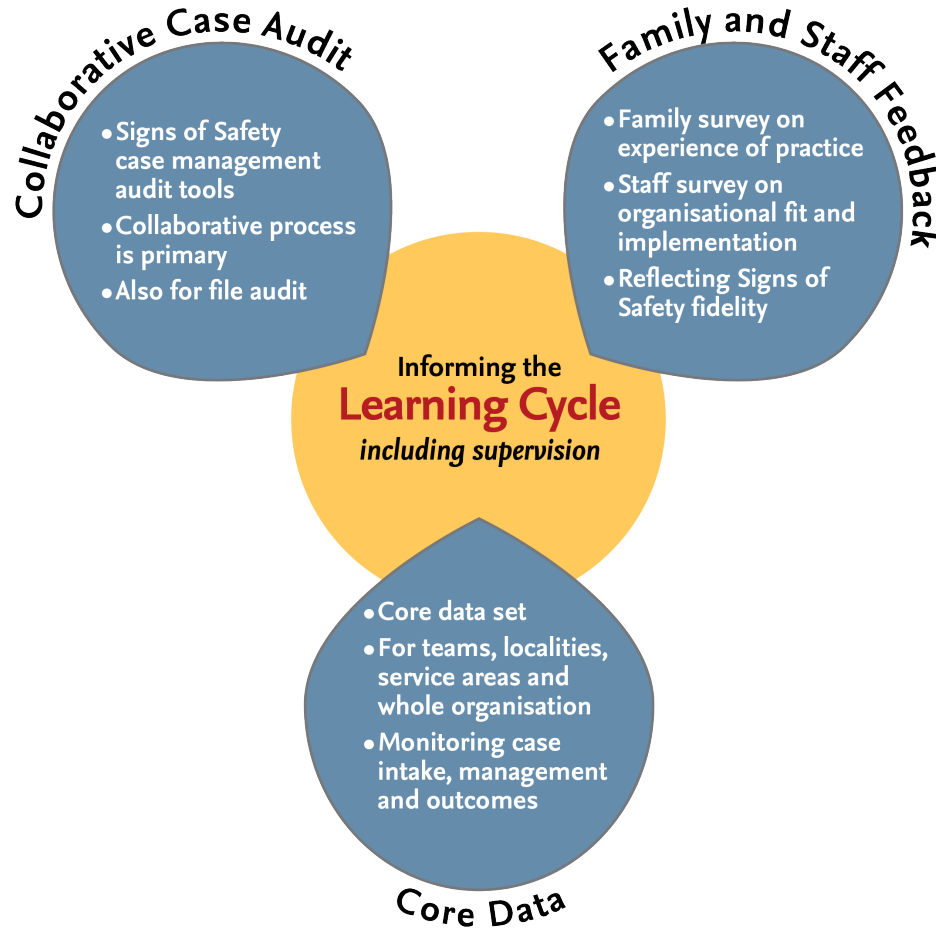 Collaborative Case Audit
• Signs of Safety
case management
audit tools
• Collaborative process
is primary
• Also for file audit
Family and Staff Feedback
• Family survey on
experience of practice
• Staff survey on
organisational fit and
implementation
• Reflecting Signs of
Safety fidelity
Informing the
Learning Cycle
including supervision
• Core data set
• For teams, localities,
service areas and
whole organisation
• Monitoring case
intake, management
and outcomes
Core Data